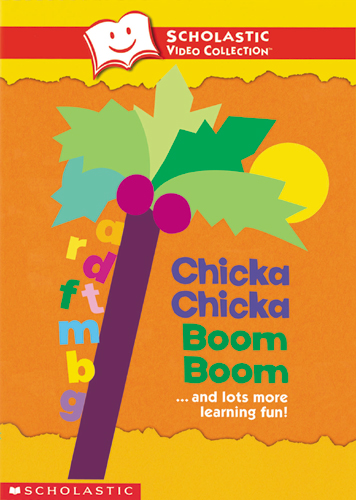 SCHOLASTIC
VIDEO COLLECTION™
a
r
d
f t
m
b
g
Chicka
Chicka
Boom
Boom
...and lots more
learning fun!
SCHOLASTIC